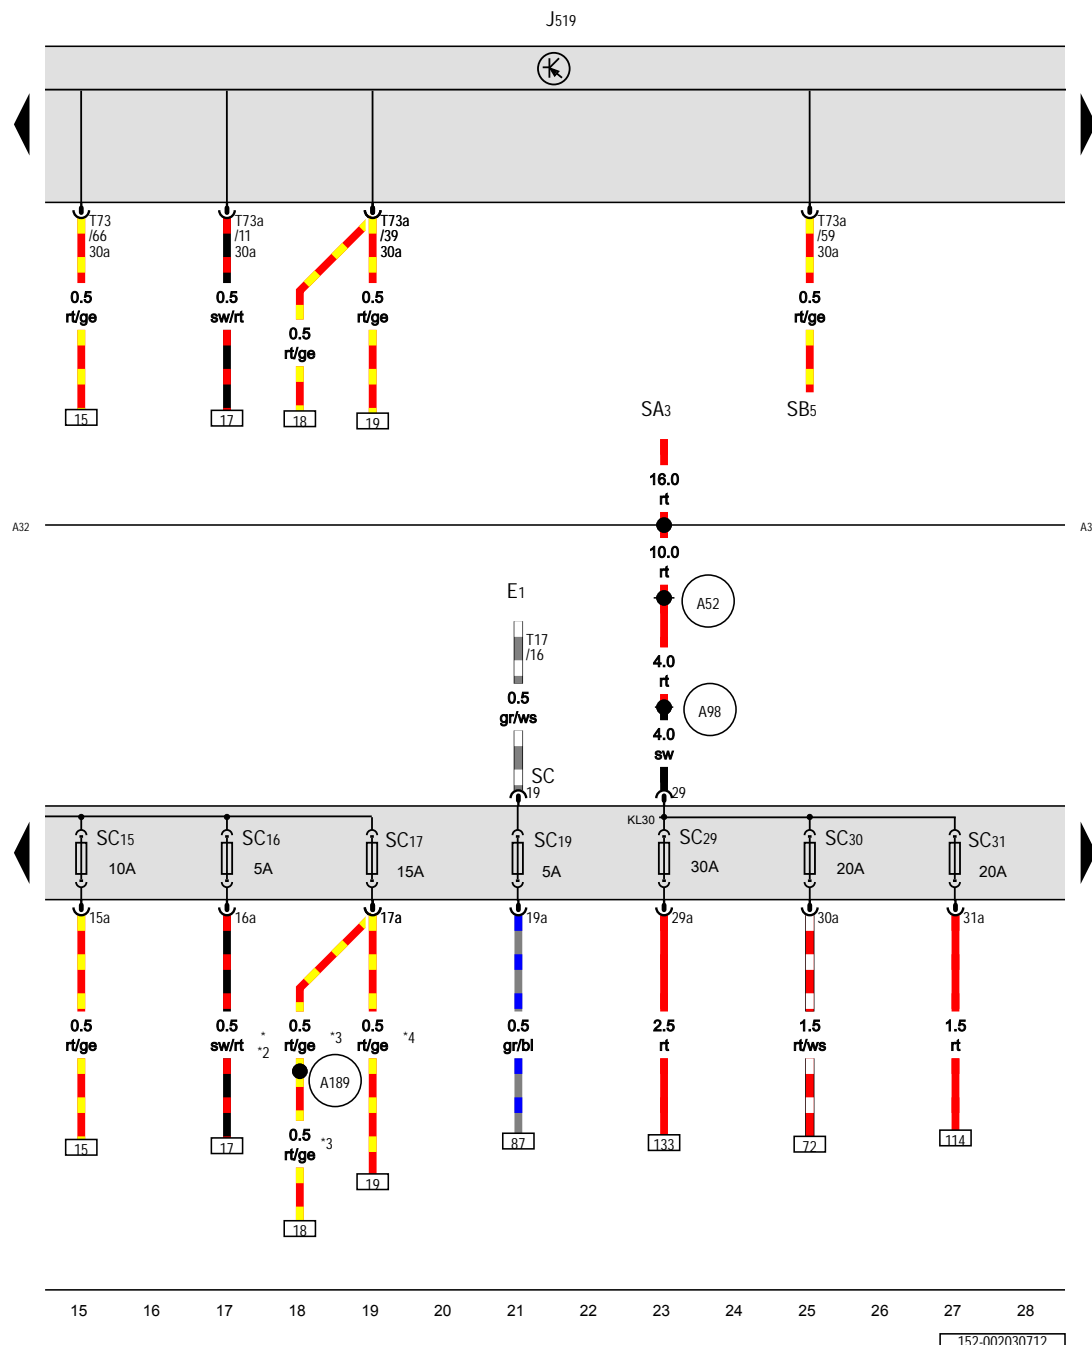 J519
T73
/66
30a
T73a
/11
30a
T73a
/39
30a
T73a
/59
30a
0.5
rt/ge
0.5
sw/rt
0.5
rt/ge
0.5
rt/ge
0.5
rt/ge
15
17
18
19
SA3
SB5
16.0
rt
A32
A3
10.0
rt
A52
E1
T17
/16
4.0
rt
0.5
gr/ws
A98
4.0
sw
SC
19
29
KL30
SC15
10A
SC16
5A
SC17
15A
SC19
5A
SC29
30A
SC30
20A
SC31
20A
15a
16a
17a
19a
29a
30a
31a
0.5
rt/ge
0.5
sw/rt
*
*2
0.5
rt/ge
*3
0.5
rt/ge
*4
0.5
gr/bl
2.5
rt
1.5
rt/ws
1.5
rt
A189
0.5
rt/ge
*3
15
17
18
19
87
133
72
114
15 16 17 18 19 20 21 22 23 24 25 26 27 28
152-002030712